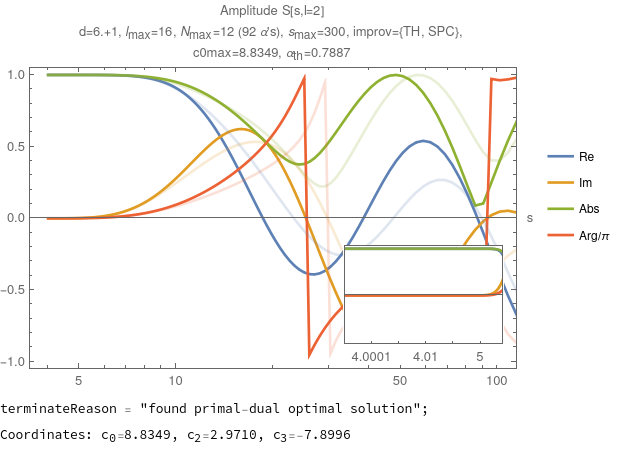 Amplitude S[s,l=2]
d=6.+1, lmax=16, Nmax=12 (92 α's), smax=300, improv={TH, SPC},
c0max=8.8349, αth=0.7887
1.0
0.5
0.0
-0.5
-1.0
s
Re
Im
Abs
Arg/π
4.0001 4.01 5
5 10 50 100
terminateReason = "found primal-dual optimal solution";
Coordinates: c0=8.8349, c2=2.9710, c3=-7.8996